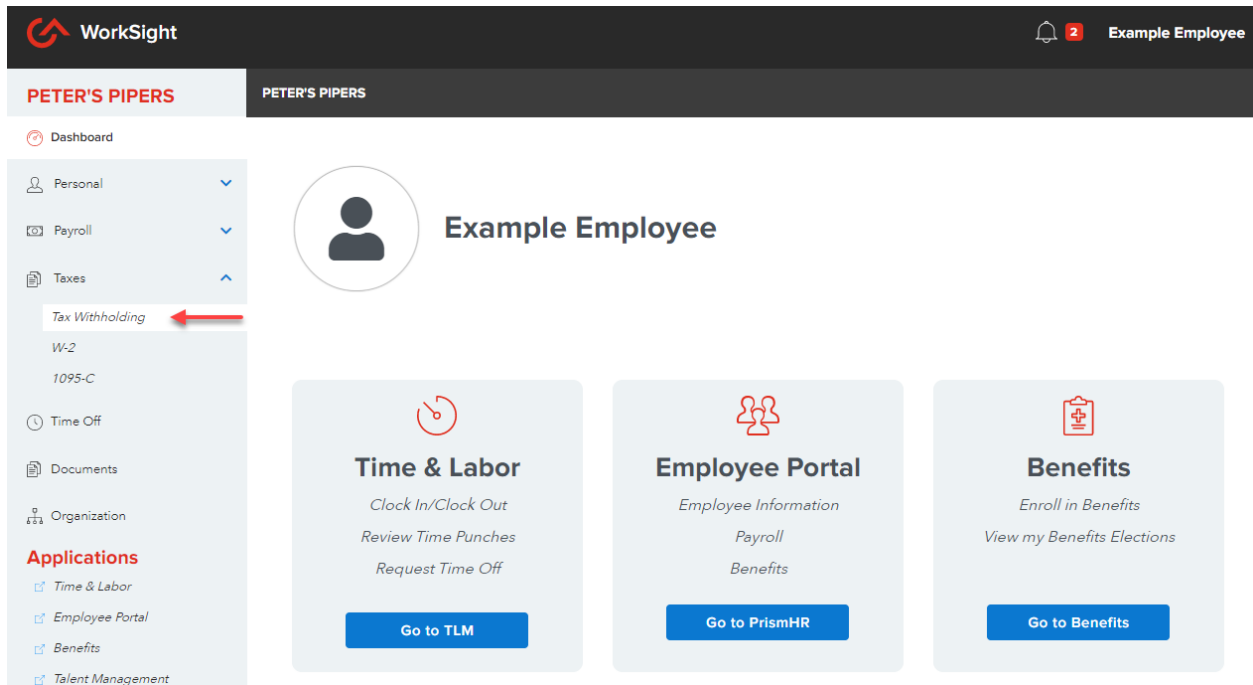 WorkSight
2
Example Employee
PETER'S PIPERS
PETER'S PIPERS
Dashboard
Personal
Payroll
Taxes
Tax Withholding
W-2
1095-C
Time Off
Documents
Organization
Applications
Time & Labor
Employee Portal
Benefits
Talent Management
Example Employee
Time & Labor
Clock In/Clock Out
Review Time Punches
Request Time Off
Go to TLM
Employee Portal
Employee Information
Payroll
Benefits
Go to PrismHR
Benefits
Enroll in Benefits
View my Benefits Elections
Go to Benefits